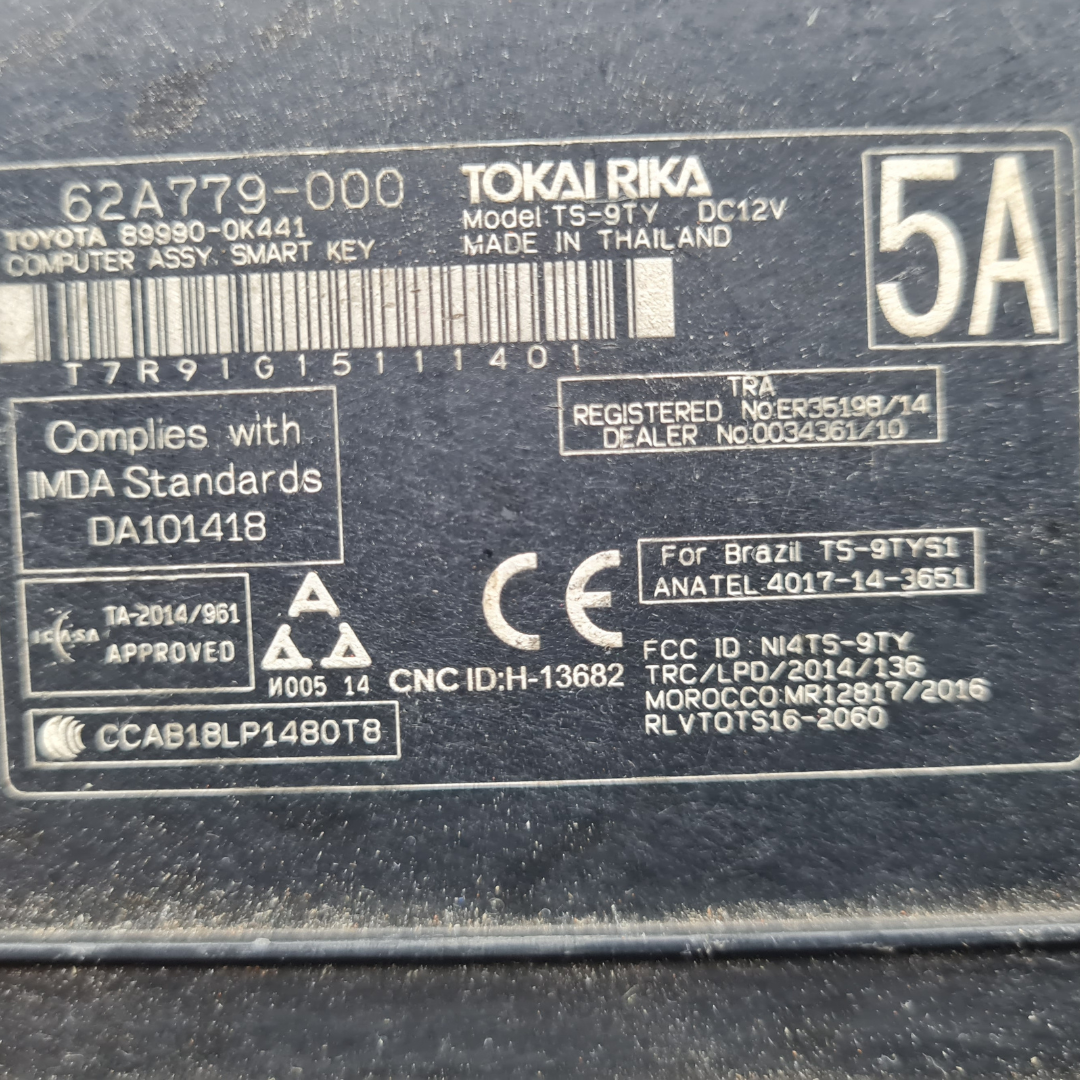 62A779-000
TOYOTA 89990-0K441
COMPUTER ASSY, SMART KEY
TOKAI RIKA
Model:TS-9TY DC12V
MADE IN THAILAND
5A
T7R91G15111401
TRA
REGISTERED No:ER35198/14
DEALER No:0034361/10
Complies with
IMDA Standards
DA101418
CE
For Brazil TS-9TYS1
ANATEL:4017-14-3651
ICASA
TA-2014/961
APPROVED
И005 14
CNC ID:H-13682
FCC ID : NI4TS-9TY
TRC/LPD/2014/136
MOROCCO:MR12817/2016
RLVTOTS16-2060
CCAB18LP1480T8